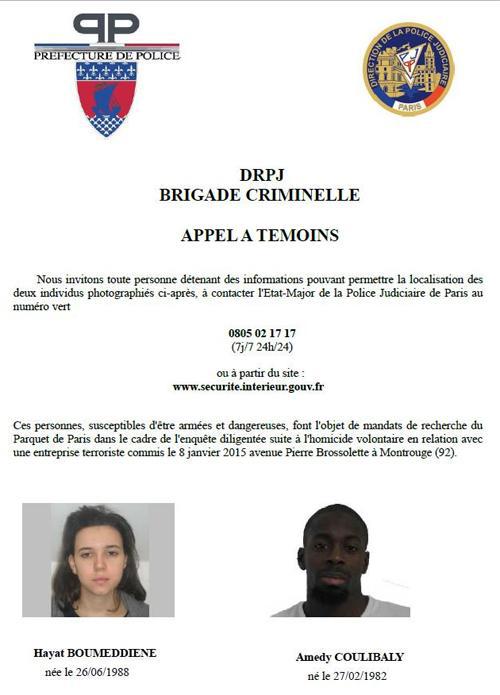 PREFECTURE DE POLICE
DIRECTION DE LA POLICE JUDICIAIRE
PARIS
DRPJ
BRIGADE CRIMINELLE
APPEL A TEMOINS
Nous invitons toute personne détenant des informations pouvant permettre la localisation des
deux individus photographiés ci-après, à contacter l'Etat-Major de la Police Judiciaire de Paris au
numéro vert
0805 02 17 17
(7j/7 24h/24)
ou à partir du site :
www.securite.interieur.gouv.fr
Ces personnes, susceptibles d'être armées et dangereuses, font l'objet de mandats de recherche du
Parquet de Paris dans le cadre de l'enquête diligentée suite à l'homicide volontaire en relation avec
une entreprise terroriste commis le 8 janvier 2015 avenue Pierre Brossolette à Montrouge (92).
Hayat BOUMEDDIENE
née le 26/06/1988
Amedy COULIBALY
né le 27/02/1982